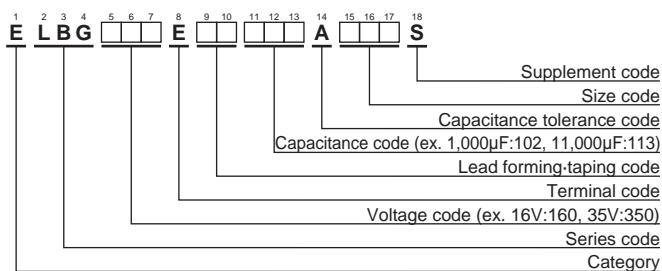 1 2 3 4 5 6 7 8 9 10 11 12 13 14 15 16 17 18
E L B G E A S
Supplement code
Size code
Capacitance tolerance code
Capacitance code (ex. 1,000μF:102, 11,000μF:113)
Lead forming·taping code
Terminal code
Voltage code (ex. 16V:160, 35V:350)
Series code
Category